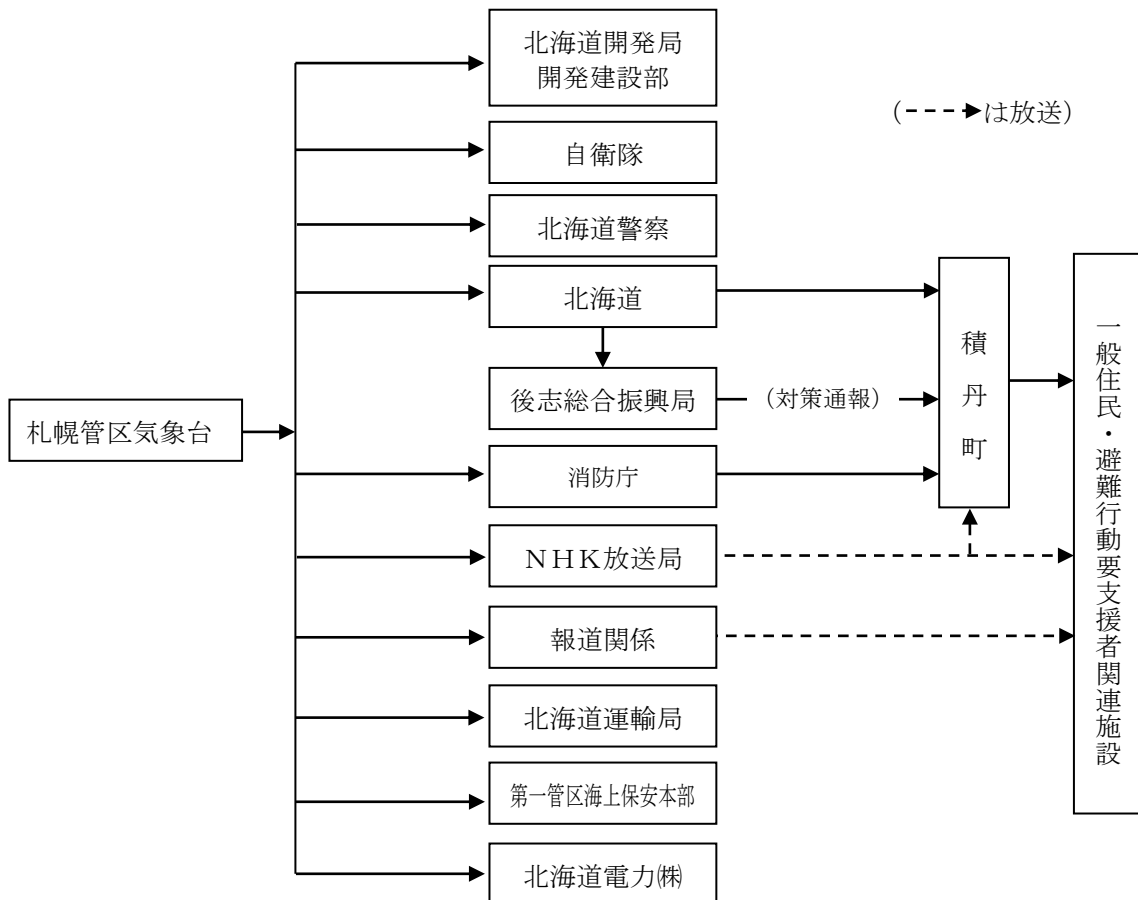 北海道開発局
開発建設部
（は放送）
自衛隊
北海道警察
北海道
積丹町
一般住民・避難行動要支援者関連施設
後志総合振興局
（対策通報）
札幌管区気象台
消防庁
ＮＨＫ放送局
報道関係
北海道運輸局
第一管区海上保安本部
北海道電力㈱